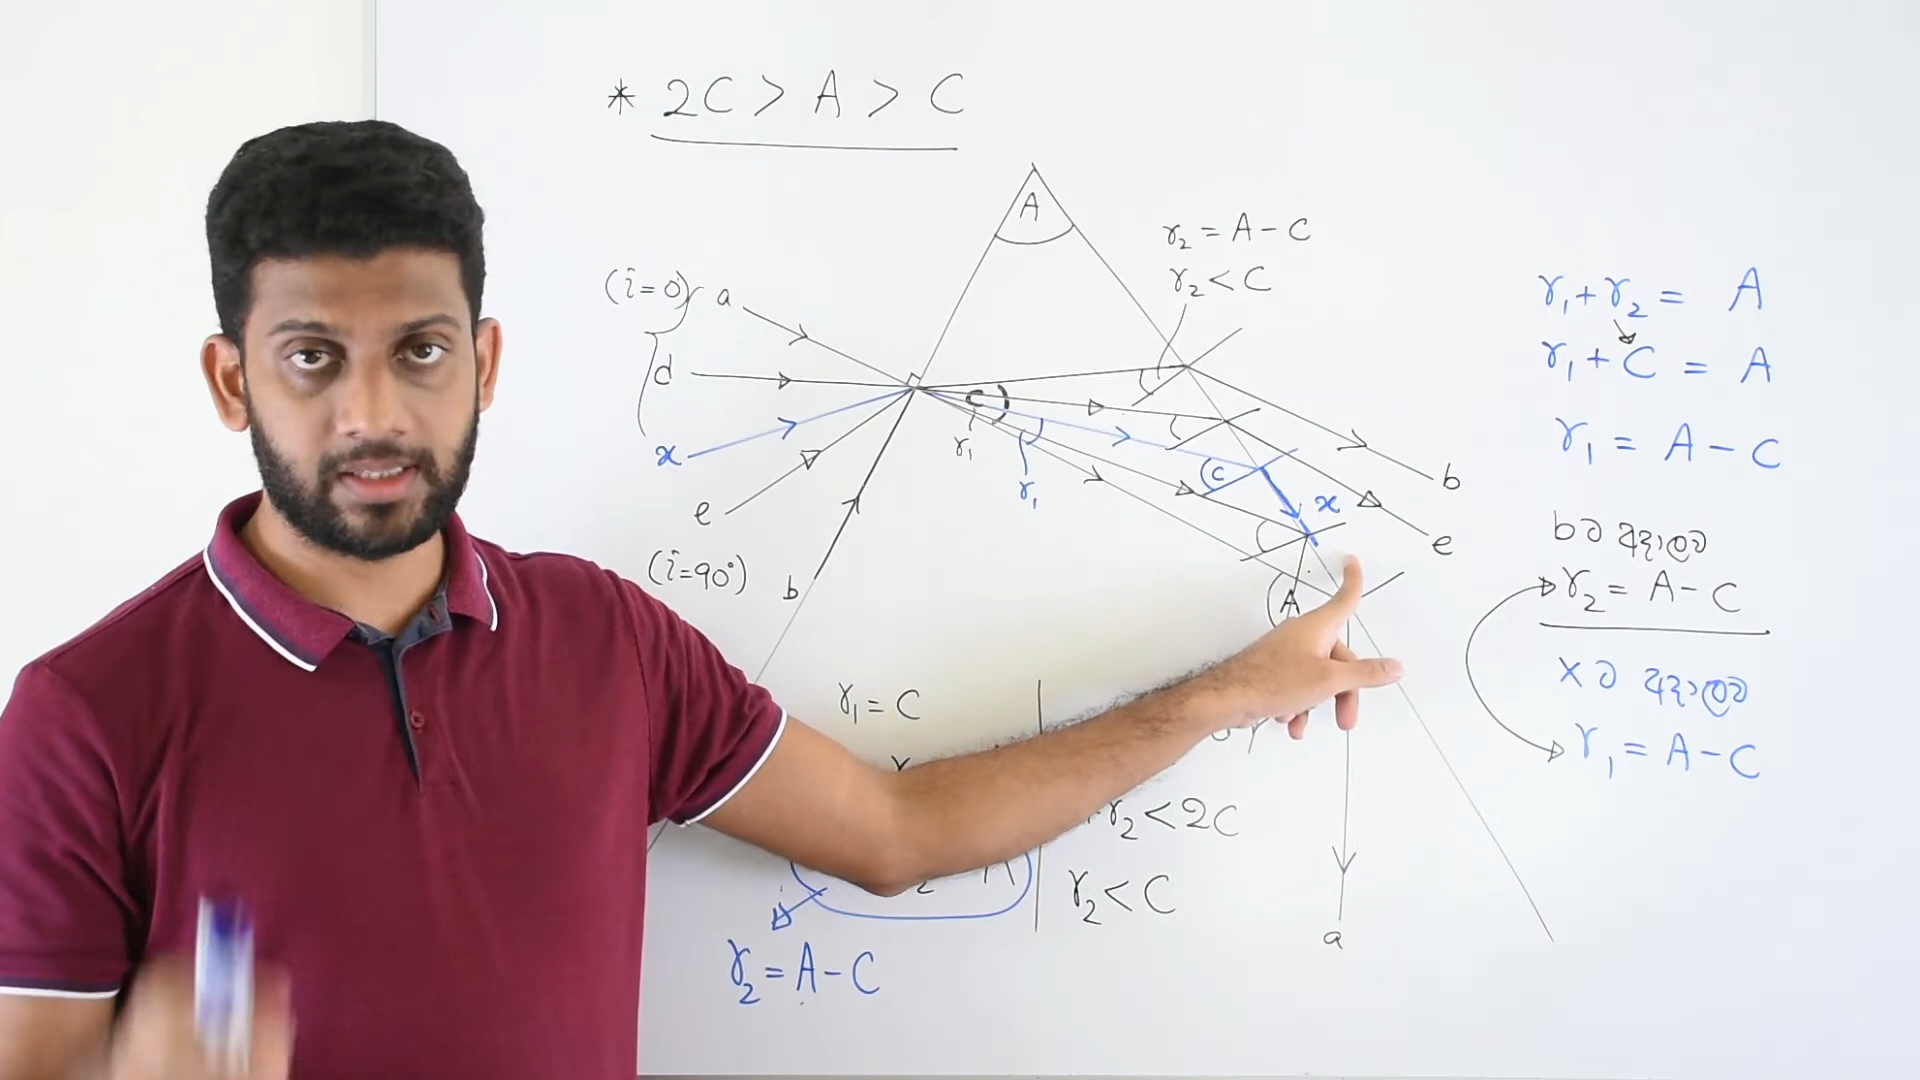 * 2C > A > C
A
r₂ = A - C
r₂ < C
(i=0) a
d
x
e
(i=90°)
b
C
r₁
r₁
C
x
A
b
e
a
r₁ = C
r₂ < 2C
r₂ < C
r₂ = A - C
r₁ + r₂ = A
r₁ + C = A
r₁ = A - C
b ට අදාලව
r₂ = A - C
x ට අදාලව
r₁ = A - C